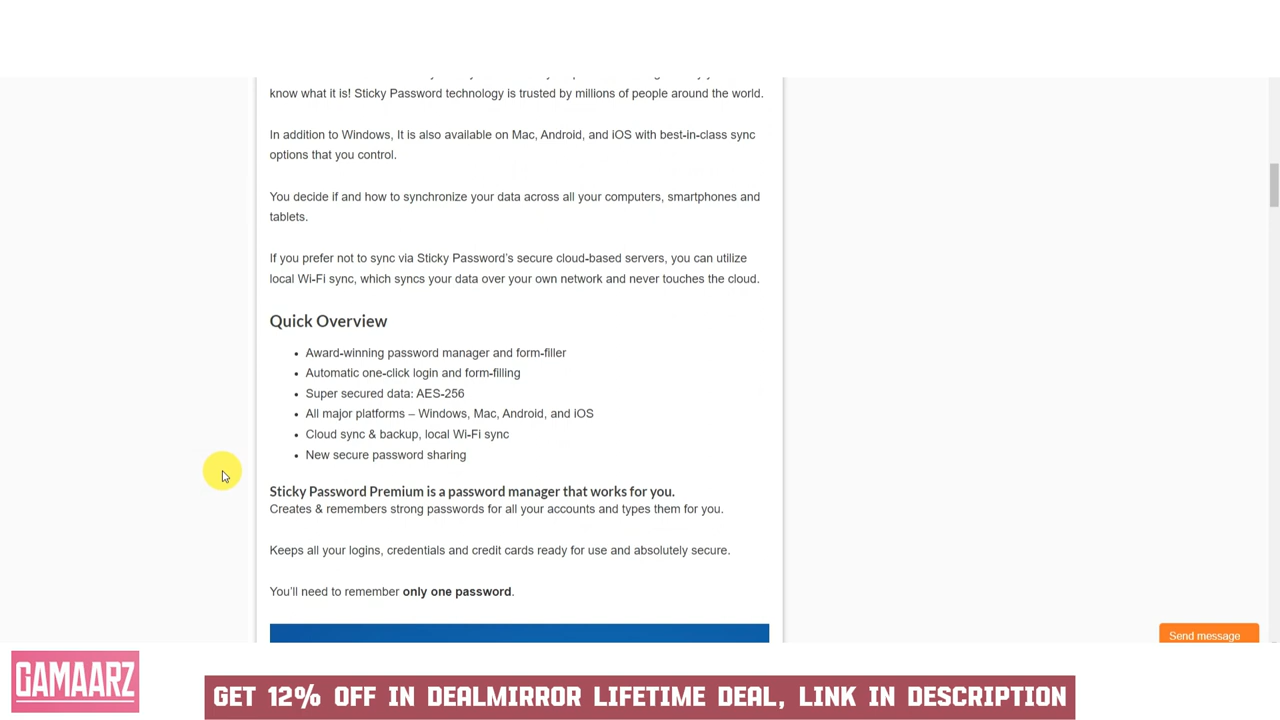 know what it is! Sticky Password technology is trusted by millions of people around the world.
In addition to Windows, It is also available on Mac, Android, and iOS with best-in-class sync
options that you control.
You decide if and how to synchronize your data across all your computers, smartphones and
tablets.
If you prefer not to sync via Sticky Password's secure cloud-based servers, you can utilize
local Wi-Fi sync, which syncs your data over your own network and never touches the cloud.
Quick Overview
• Award-winning password manager and form-filler
• Automatic one-click login and form-filling
• Super secured data: AES-256
• All major platforms – Windows, Mac, Android, and iOS
• Cloud sync & backup, local Wi-Fi sync
• New secure password sharing
Sticky Password Premium is a password manager that works for you.
Creates & remembers strong passwords for all your accounts and types them for you.
Keeps all your logins, credentials and credit cards ready for use and absolutely secure.
You'll need to remember only one password.
Send message
GAMAARZ
GET 12% OFF IN DEALMIRROR LIFETIME DEAL, LINK IN DESCRIPTION